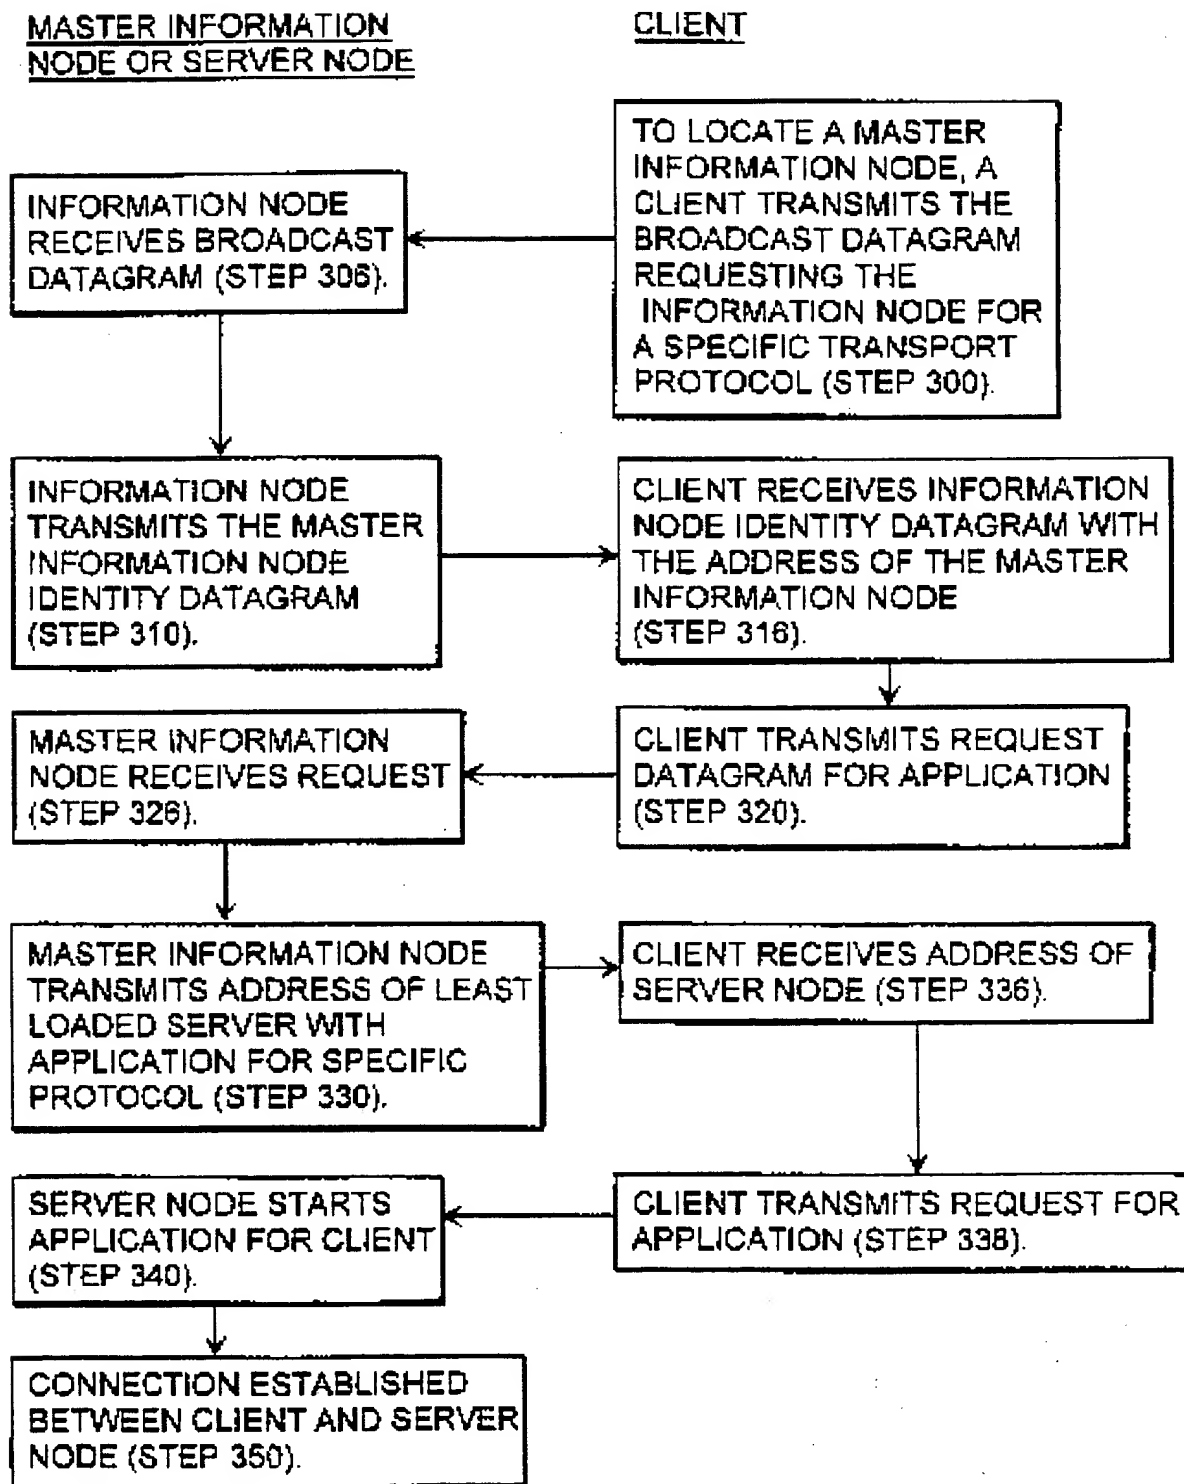 MASTER INFORMATION
NODE OR SERVER NODE
CLIENT
TO LOCATE A MASTER
INFORMATION NODE, A
CLIENT TRANSMITS THE
BROADCAST DATAGRAM
REQUESTING THE
INFORMATION NODE FOR
A SPECIFIC TRANSPORT
PROTOCOL (STEP 300).
INFORMATION NODE
RECEIVES BROADCAST
DATAGRAM (STEP 306).
INFORMATION NODE
TRANSMITS THE MASTER
INFORMATION NODE
IDENTITY DATAGRAM
(STEP 310).
CLIENT RECEIVES INFORMATION
NODE IDENTITY DATAGRAM WITH
THE ADDRESS OF THE MASTER
INFORMATION NODE
(STEP 316).
CLIENT TRANSMITS REQUEST
DATAGRAM FOR APPLICATION
(STEP 320).
MASTER INFORMATION
NODE RECEIVES REQUEST
(STEP 326).
MASTER INFORMATION NODE
TRANSMITS ADDRESS OF LEAST
LOADED SERVER WITH
APPLICATION FOR SPECIFIC
PROTOCOL (STEP 330).
CLIENT RECEIVES ADDRESS OF
SERVER NODE (STEP 336).
CLIENT TRANSMITS REQUEST FOR
APPLICATION (STEP 338).
SERVER NODE STARTS
APPLICATION FOR CLIENT
(STEP 340).
CONNECTION ESTABLISHED
BETWEEN CLIENT AND SERVER
NODE (STEP 350).